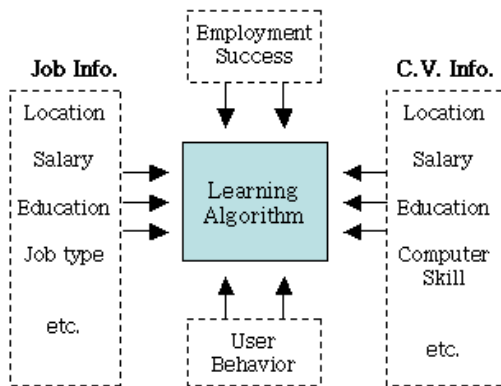 Employment
Success
Job Info.
Location
Salary
Education
Job type
etc.
Learning
Algorithm
C.V. Info.
Location
Salary
Education
Computer
Skill
etc.
User
Behavior